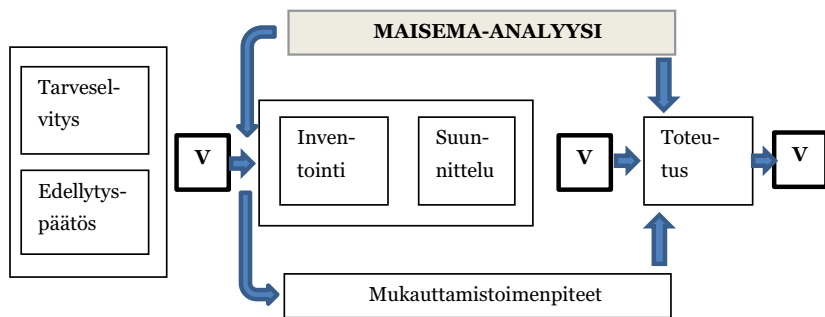 MAISEMA-ANALYYSI
Tarvesel-
vitys
Edellytys-
päätös
V
Inven-
tointi
Suun-
nittelu
V
Toteu-
tus
V
Mukauttamistoimenpiteet